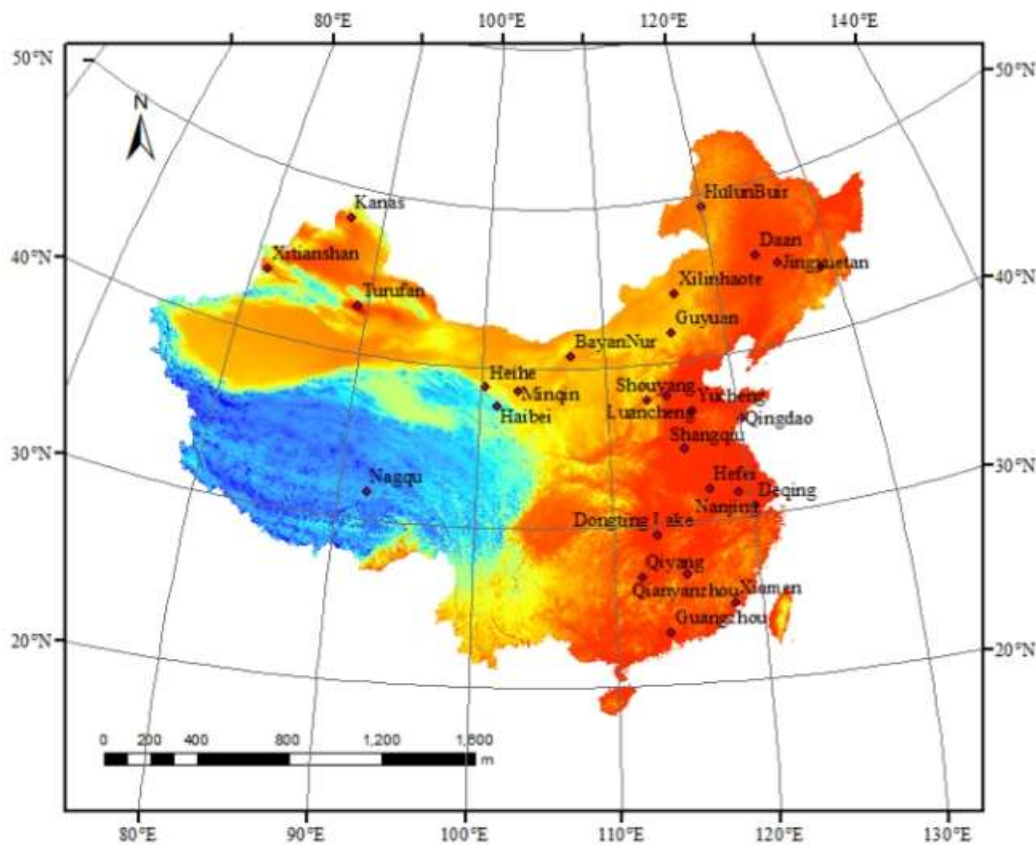 80°E 100°E 120°E 140°E
50°N
50°N
N
Kanas
HulunBuir
Xitianshan
Daan
Jingyuetan
40°N
40°N
Turufan
Xilinhaote
Guyuan
BayanNur
Heihe
Minqin
Haibei
Shouyang
Yucheng
Luancheng
Qingdao
Shangqiu
30°N
30°N
Naqqu
Hefei
Deqing
Nanjing
Dongting Lake
Qiyang
Qianyanzhou
Xiamen
Guangzhou
20°N
20°N
0 200 400 800 1,200 1,600
m
80°E 90°E 100°E 110°E 120°E 130°E